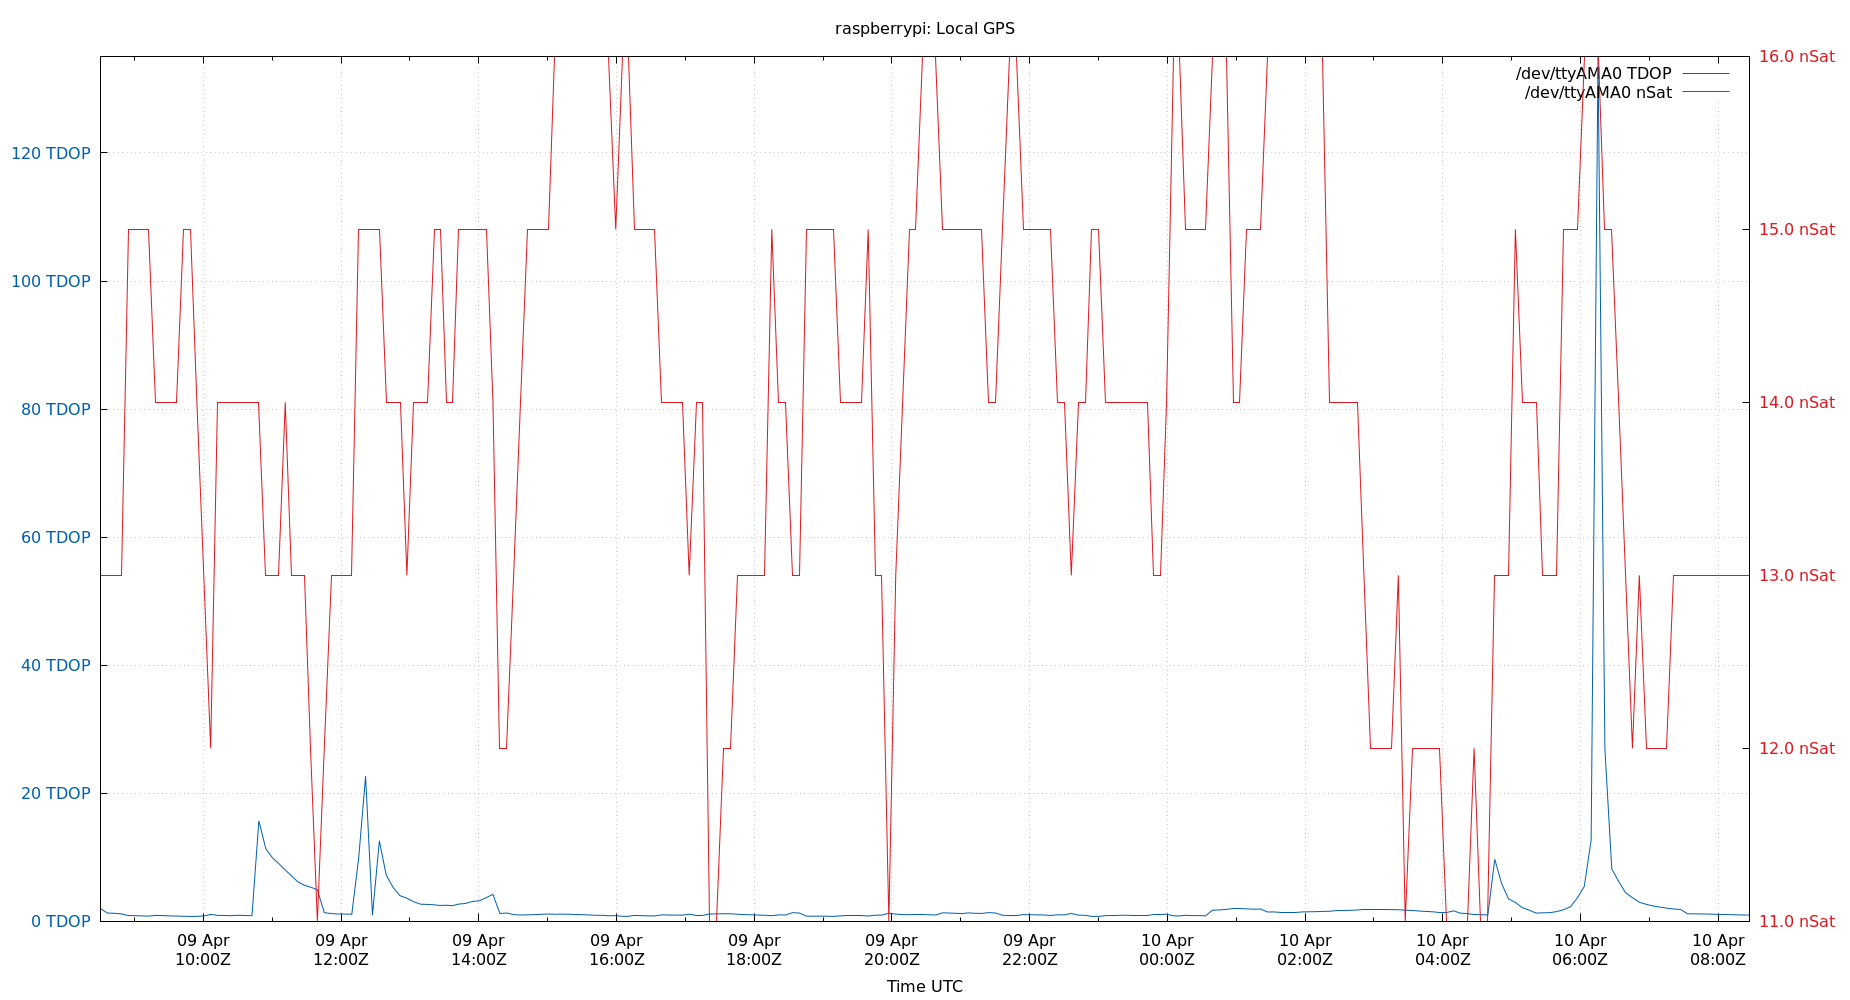 raspberrypi: Local GPS
16.0 nSat
/dev/ttyAMA0 TDOP
/dev/ttyAMA0 nSat
120 TDOP
15.0 nSat
100 TDOP
80 TDOP
14.0 nSat
60 TDOP
13.0 nSat
40 TDOP
12.0 nSat
20 TDOP
0 TDOP
11.0 nSat
09 Apr 09 Apr 09 Apr 09 Apr 09 Apr 09 Apr 09 Apr 10 Apr 10 Apr 10 Apr 10 Apr 10 Apr
10:00Z 12:00Z 14:00Z 16:00Z 18:00Z 20:00Z 22:00Z 00:00Z 02:00Z 04:00Z 06:00Z 08:00Z
Time UTC